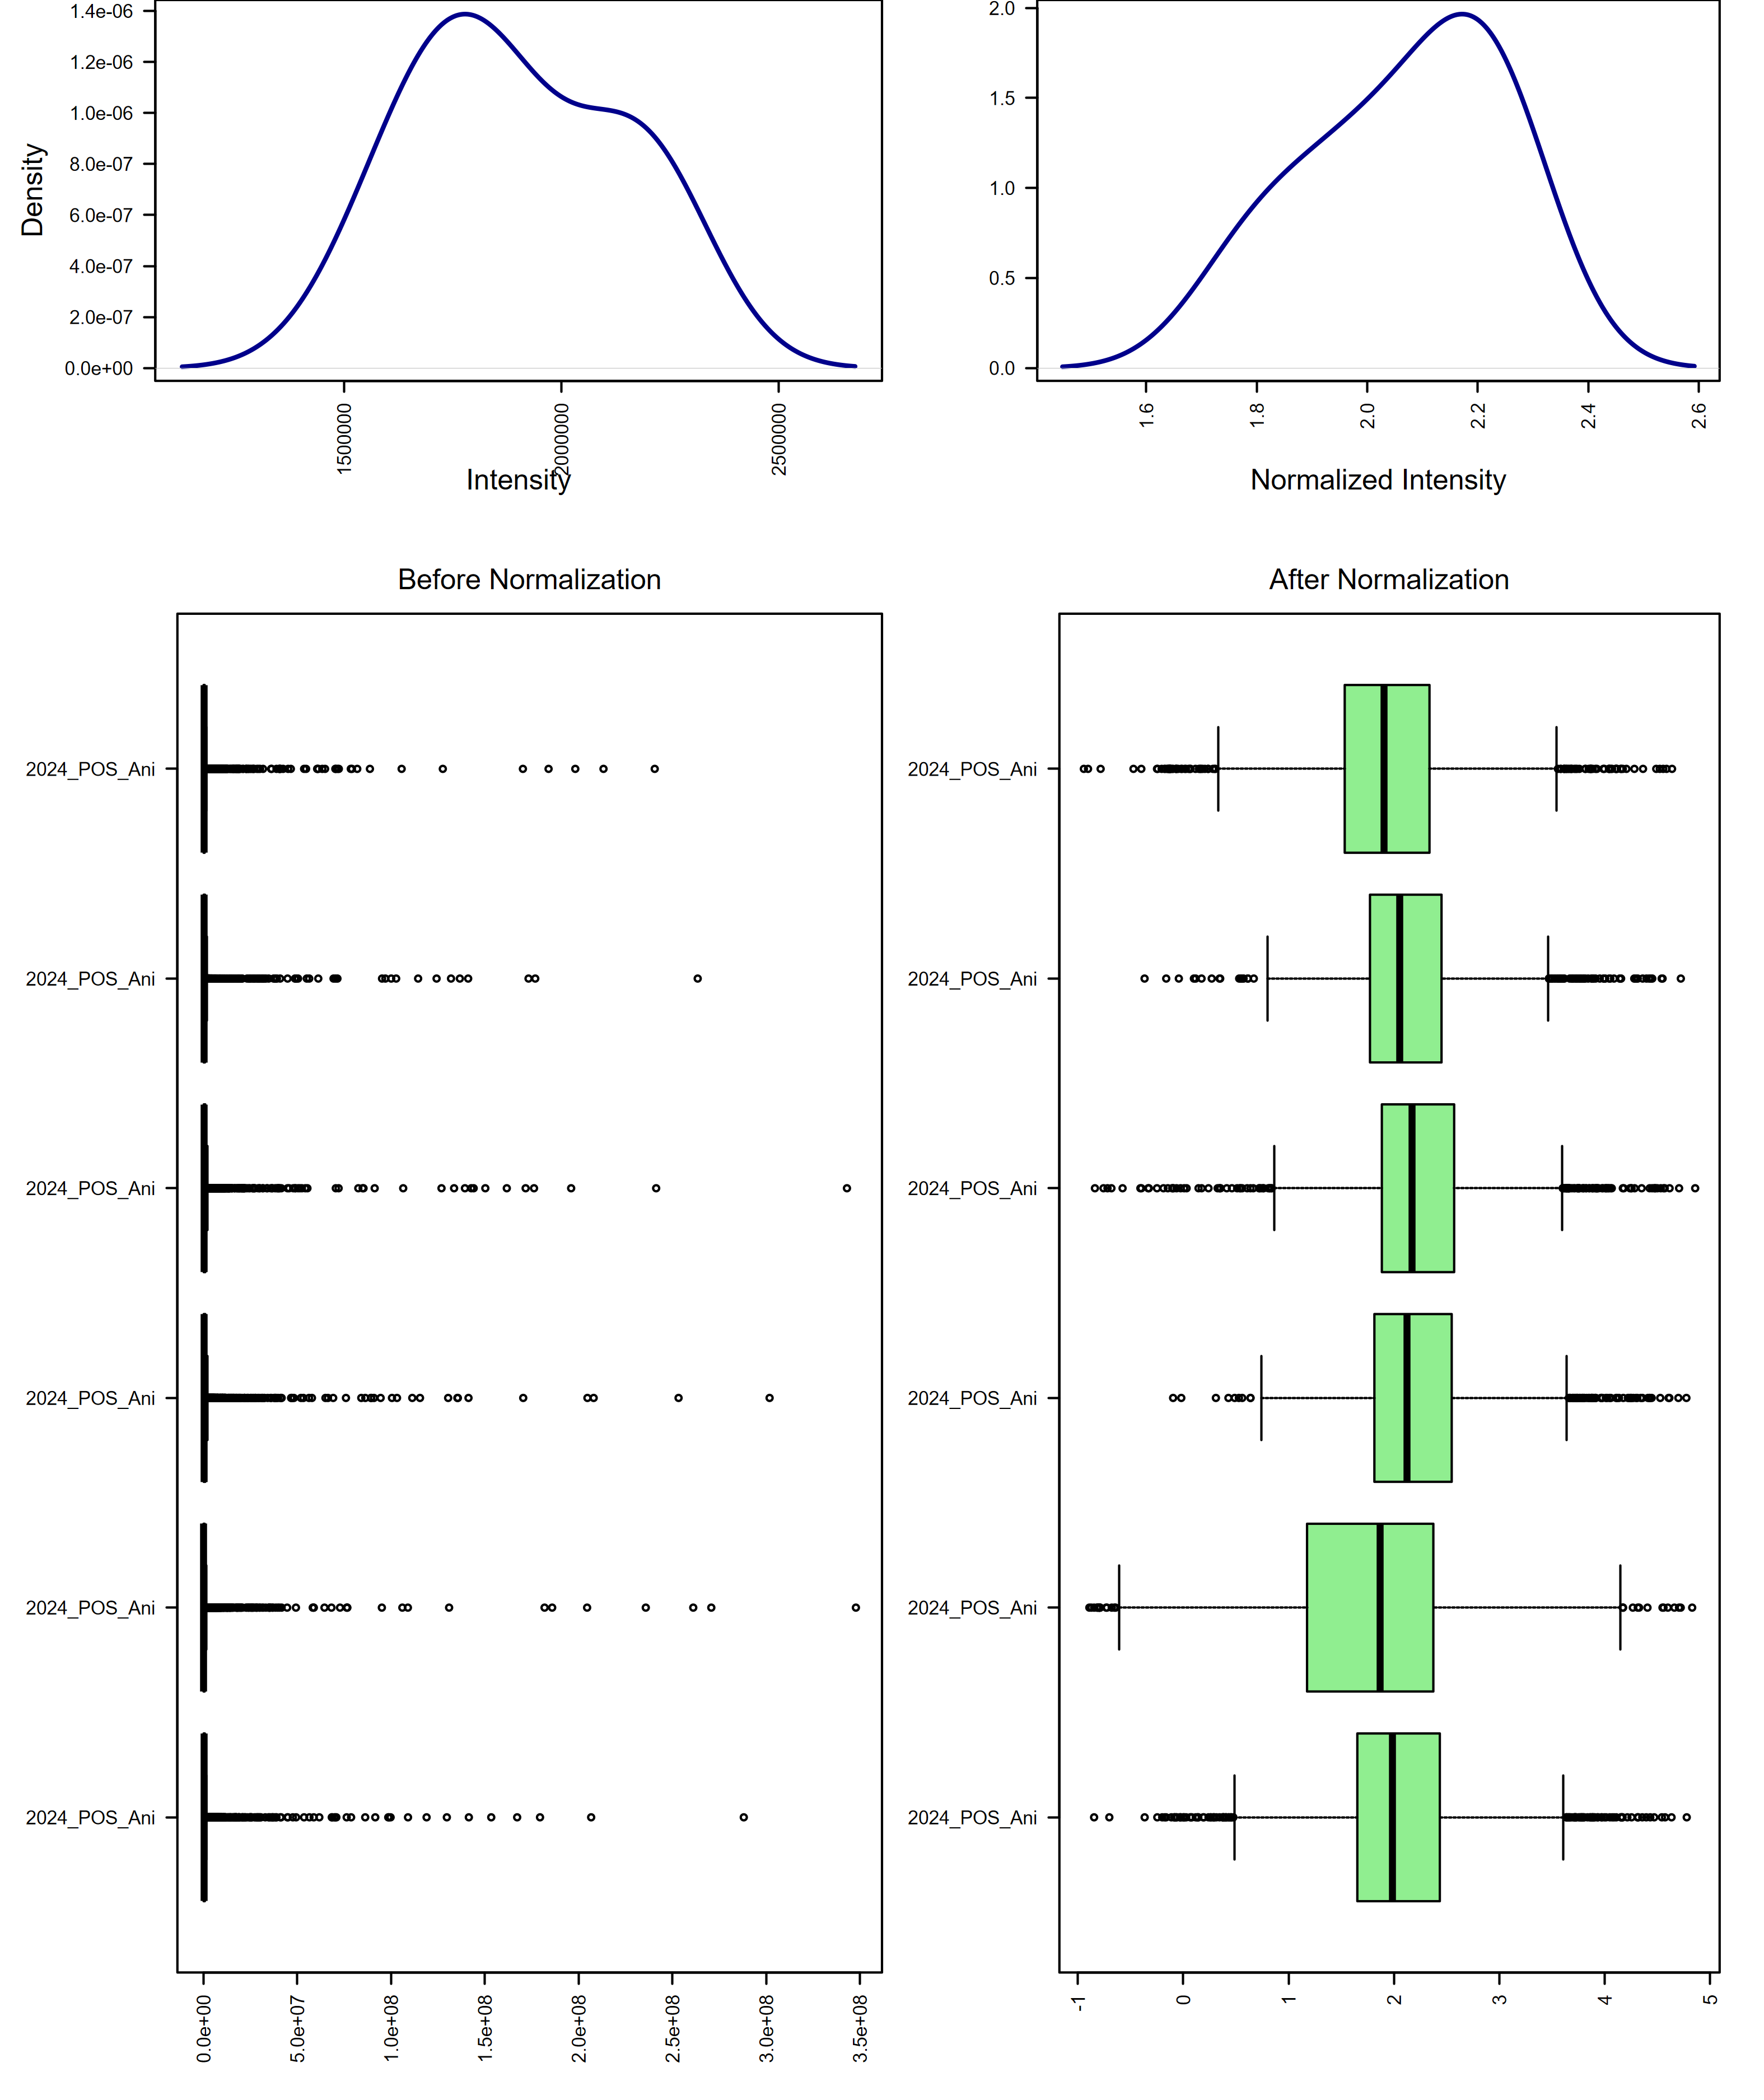 1.4e-06
1.2e-06
1.0e-06
8.0e-07
6.0e-07
4.0e-07
2.0e-07
0.0e+00
Density
1500000
2000000
2500000
Intensity
2.0
1.5
1.0
0.5
0.0
1.6
1.8
2.0
2.2
2.4
2.6
Normalized Intensity
Before Normalization
2024_POS_Ani
2024_POS_Ani
2024_POS_Ani
2024_POS_Ani
2024_POS_Ani
2024_POS_Ani
0.0e+00
5.0e+07
1.0e+08
1.5e+08
2.0e+08
2.5e+08
3.0e+08
3.5e+08
After Normalization
2024_POS_Ani
2024_POS_Ani
2024_POS_Ani
2024_POS_Ani
2024_POS_Ani
2024_POS_Ani
-1
0
1
2
3
4
5